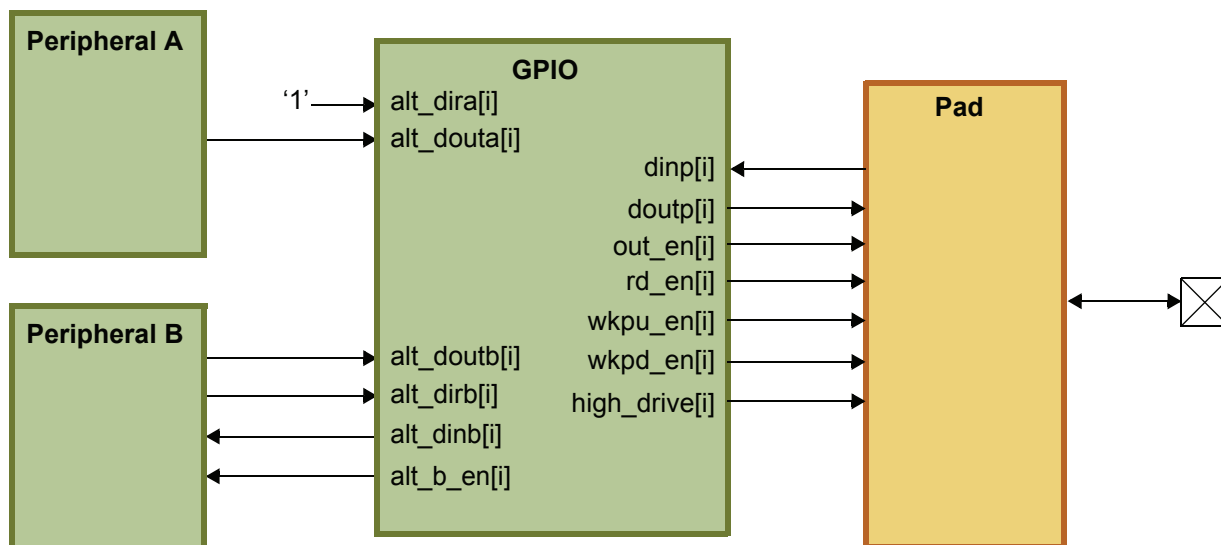 Peripheral A
GPIO
‘1’
alt_dira[i]
alt_douta[i]
Pad
dinp[i]
doutp[i]
out_en[i]
rd_en[i]
wkpu_en[i]
wkpd_en[i]
high_drive[i]
Peripheral B
alt_doutb[i]
alt_dirb[i]
alt_dinb[i]
alt_b_en[i]